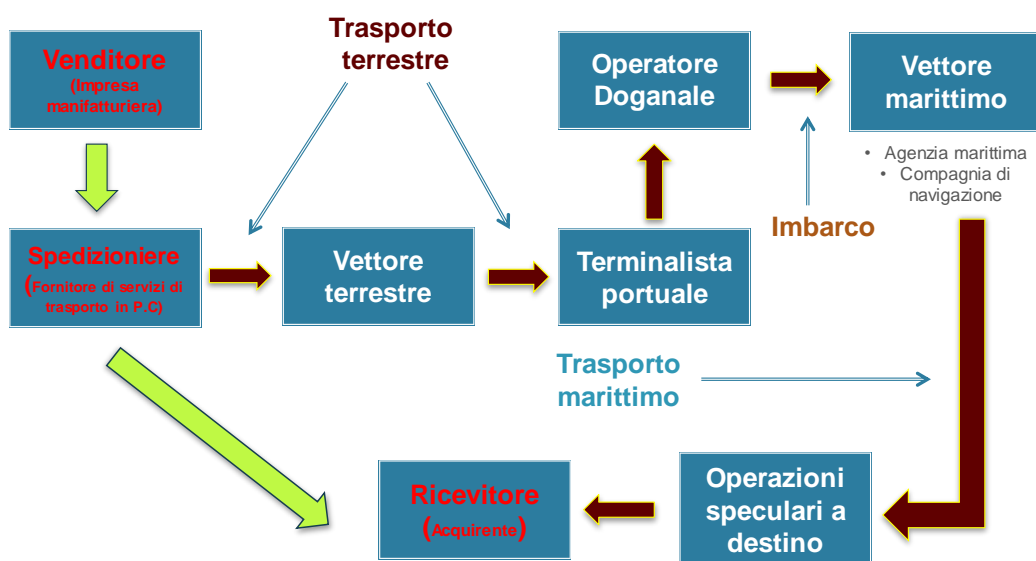 Venditore
(Impresa
manifatturiera)
Trasporto
terrestre
Operatore
Doganale
Vettore
marittimo
• Agenzia marittima
• Compagnia di
navigazione
Imbarco
Spedizioniere
(Fornitore di servizi di
trasporto in P.C)
Vettore
terrestre
Terminalista
portuale
Trasporto
marittimo
Ricevitore
(Acquirente)
Operazioni
speculari a
destino